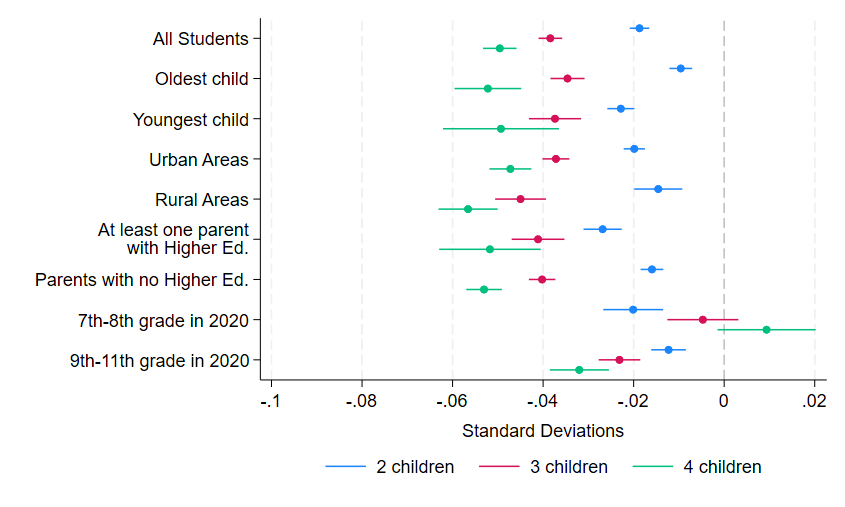 All Students
Oldest child
Youngest child
Urban Areas
Rural Areas
At least one parent
with Higher Ed.
Parents with no Higher Ed.
7th-8th grade in 2020
9th-11th grade in 2020
-.1 -.08 -.06 -.04 -.02 0 .02
Standard Deviations
2 children 3 children 4 children